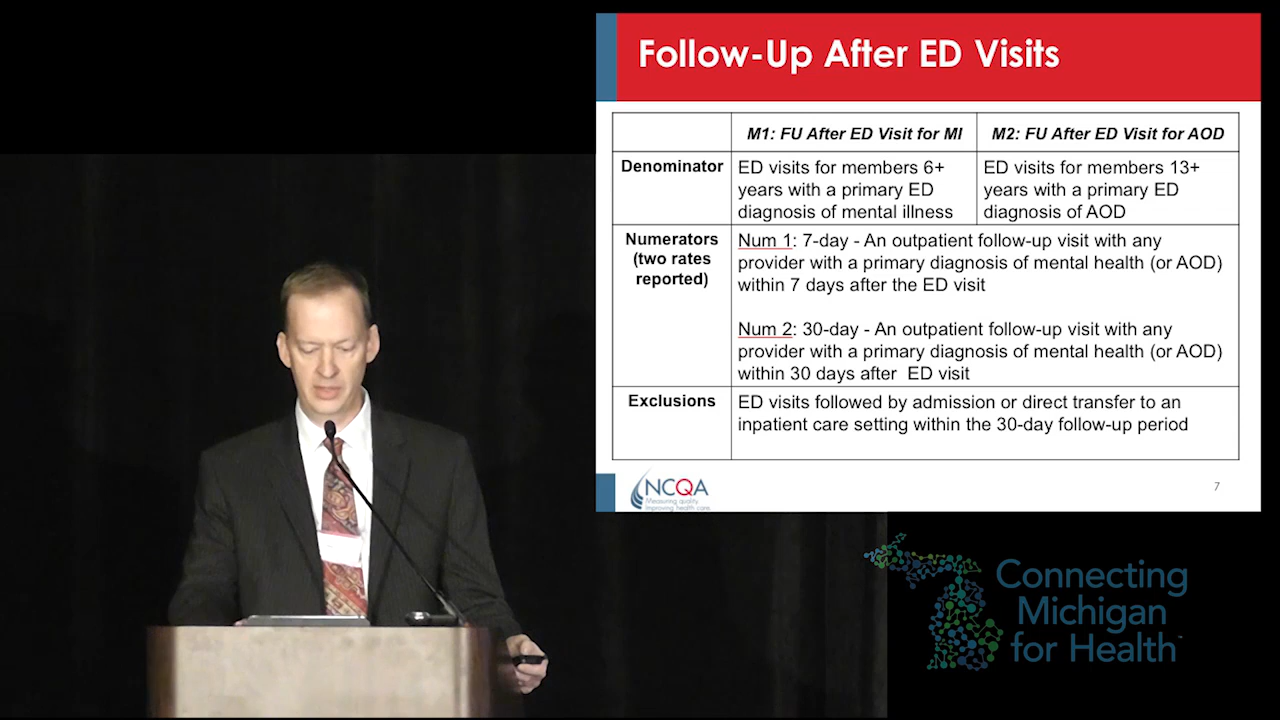 Follow-Up After ED Visits
M1: FU After ED Visit for MI
M2: FU After ED Visit for AOD
Denominator
ED visits for members 6+
years with a primary ED
diagnosis of mental illness
ED visits for members 13+
years with a primary ED
diagnosis of AOD
Numerators
(two rates
reported)
Num 1: 7-day - An outpatient follow-up visit with any
provider with a primary diagnosis of mental health (or AOD)
within 7 days after the ED visit
Num 2: 30-day - An outpatient follow-up visit with any
provider with a primary diagnosis of mental health (or AOD)
within 30 days after ED visit
Exclusions
ED visits followed by admission or direct transfer to an
inpatient care setting within the 30-day follow-up period
NCQA
Measuring quality.
Improving health care.
7
Connecting
Michigan
for Health